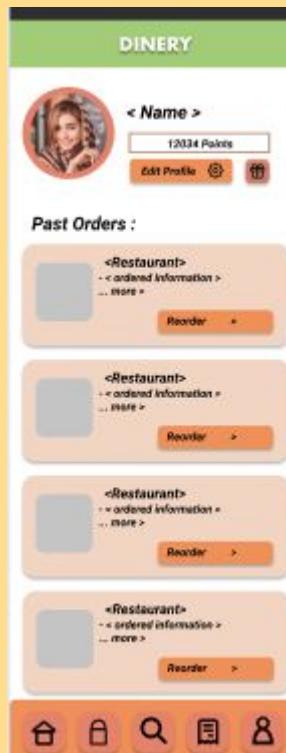 DINERY
< Name >
12034 Points
Edit Profile
Past Orders :
<Restaurant>
- < ordered information >
... more >
Reorder >
<Restaurant>
- < ordered information >
... more >
Reorder >
<Restaurant>
- < ordered information >
... more >
Reorder >
<Restaurant>
- < ordered information >
... more >
Reorder >